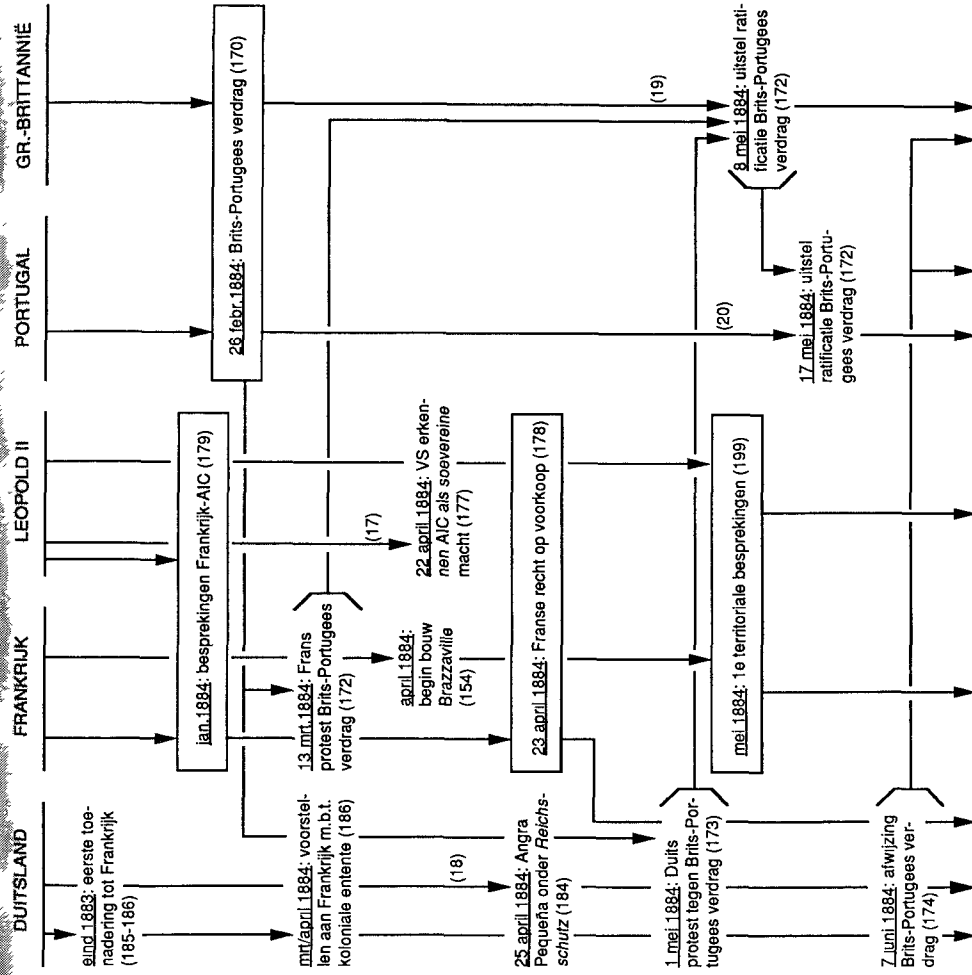 DUITSLAND
FRANKRIJK
LEOPOLD II
PORTUGAL
GR.-BRITTANNIË
eind 1883: eerste toe-
nadering tot Frankrijk
(185-186)
jan.1884: besprekingen Frankrijk-AIC (179)
26 febr.1884: Brits-Portugees verdrag (170)
mrt/april 1884: voorstel-
len aan Frankrijk m.b.t.
koloniale entente (186)
13 mrt.1884: Frans
protest Brits-Portugees
verdrag (172)
(17)
april 1884:
begin bouw
Brazzaville
(154)
22 april 1884: VS erken-
nen AIC als soevereine
macht (177)
(18)
25 april 1884: Angra
Pequeña onder Reichs-
schutz (184)
23 april 1884: Franse recht op voorkoop (178)
(19)
(20)
1 mei 1884: Duits
protest tegen Brits-Por-
tugees verdrag (173)
mei 1884: 1e territoriale besprekingen (199)
8 mei 1884: uitstel rati-
ficatie Brits-Portugees
verdrag (172)
17 mei 1884: uitstel
ratificatie Brits-Portu-
gees verdrag (172)
7 juni 1884: afwijzing
Brits-Portugees ver-
drag (174)